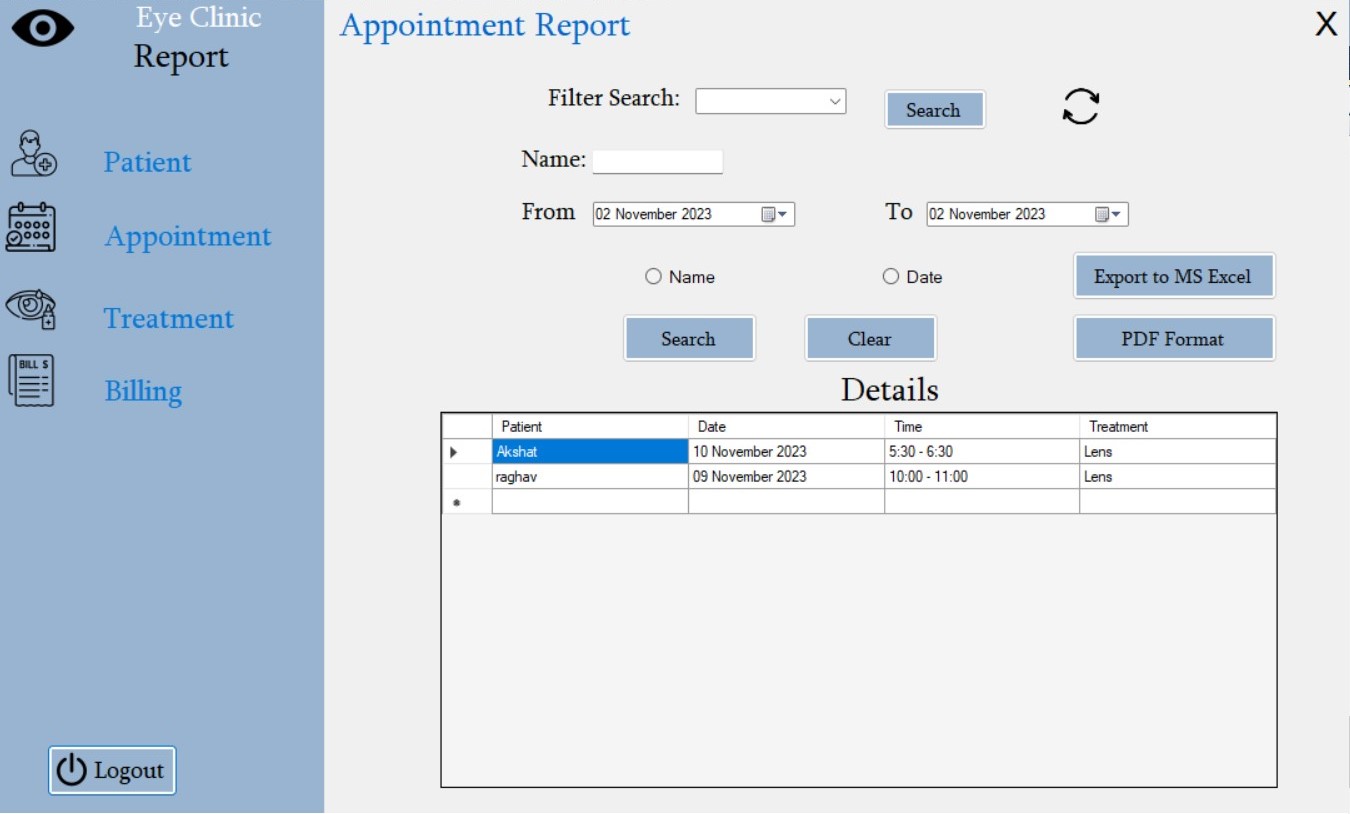 Eye Clinic
Report
Patient
Appointment
Treatment
BILL $
Billing
Logout
Appointment Report
X
Filter Search:
Search
Name:
From 02 November 2023 To 02 November 2023
Name Date Export to MS Excel
Search Clear PDF Format
Details
Patient Date Time Treatment
Akshat 10 November 2023 5:30 - 6:30 Lens
raghav 09 November 2023 10:00 - 11:00 Lens